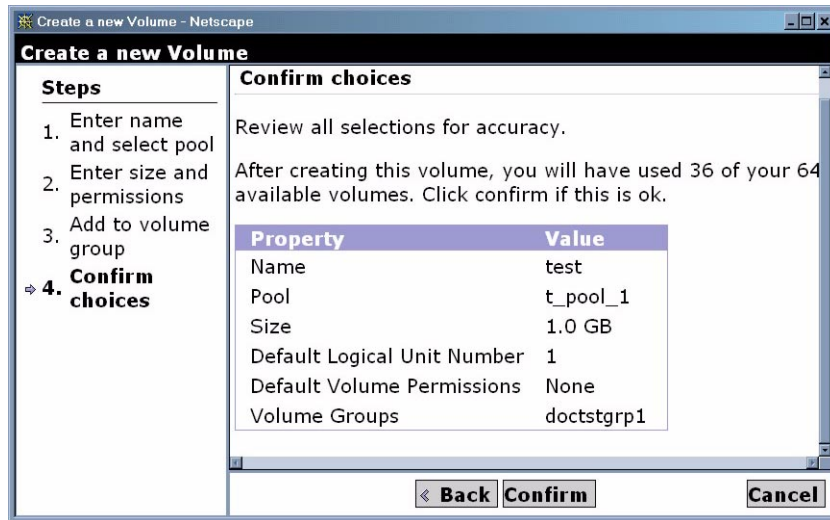 Create a new Volume - Netscape
Create a new Volume
Steps
1. Enter name
and select pool
2. Enter size and
permissions
3. Add to volume
group
4. Confirm
choices
Confirm choices
Review all selections for accuracy.
After creating this volume, you will have used 36 of your 64
available volumes. Click confirm if this is ok.
Property Value
Name test
Pool t_pool_1
Size 1.0 GB
Default Logical Unit Number 1
Default Volume Permissions None
Volume Groups doctstgrp1
« Back Confirm Cancel